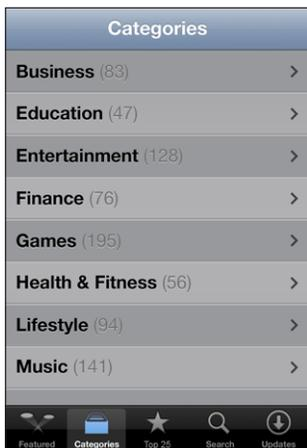 Categories
Business (83)
Education (47)
Entertainment (128)
Finance (76)
Games (195)
Health & Fitness (56)
Lifestyle (94)
Music (141)
Featured Categories Top 25 Search Updates